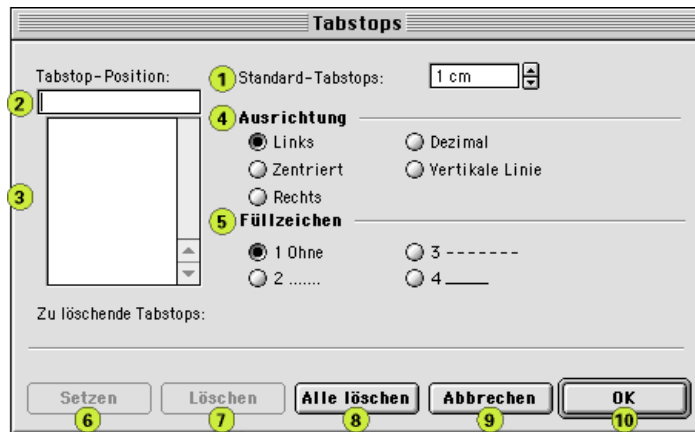 Tabstops
Tabstop-Position:
1 Standard-Tabstops: 1 cm
2
3
4 Ausrichtung
Links Dezimal
Zentriert Vertikale Linie
Rechts
5 Füllzeichen
1 Ohne 3 -------
2 ....... 4 _____
Zu löschende Tabstops:
Setzen Löschen Alle löschen Abbrechen OK
6 7 8 9 10